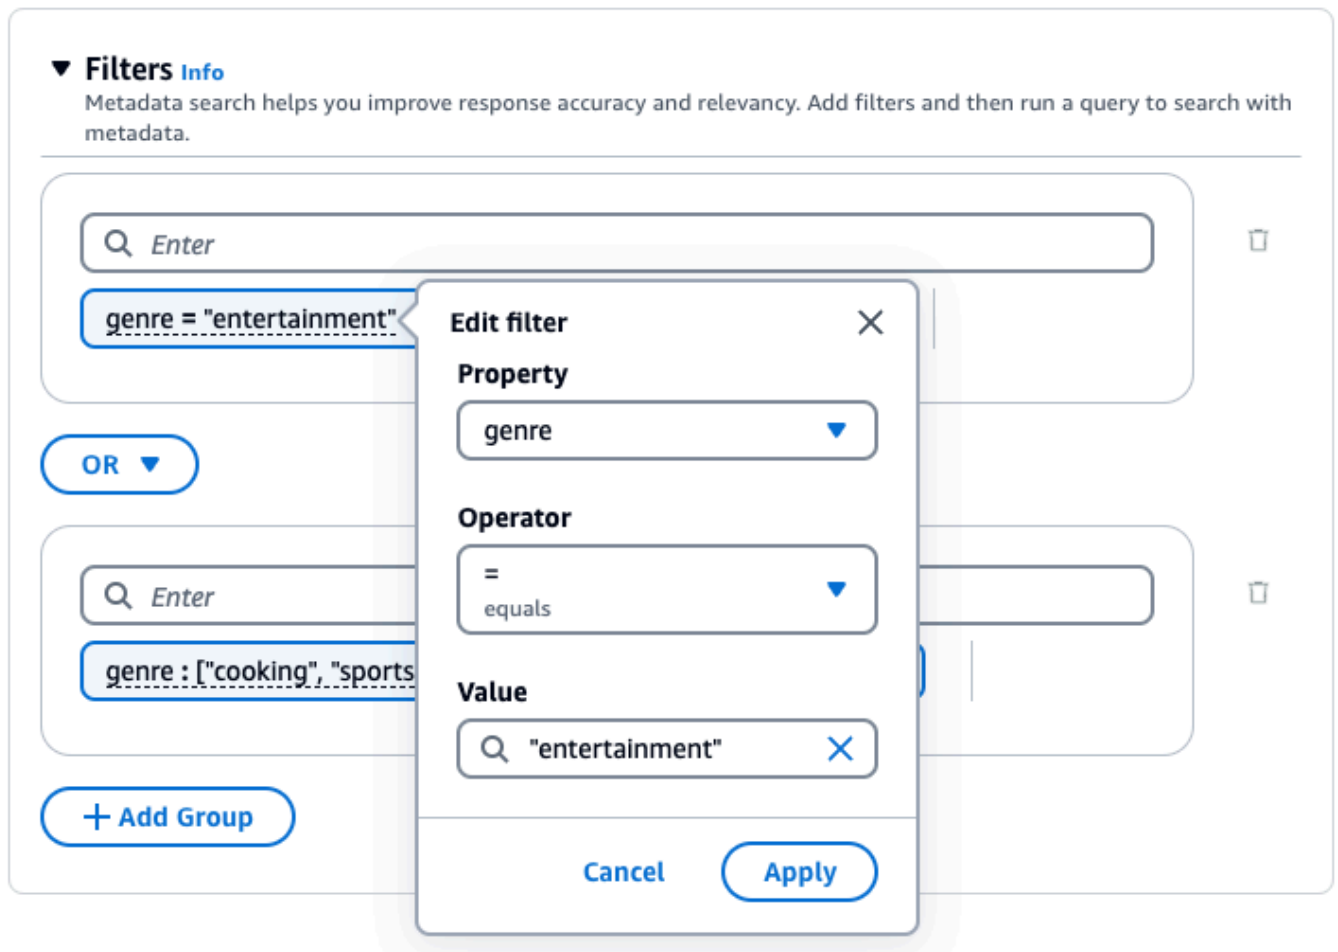 Filters Info
Metadata search helps you improve response accuracy and relevancy. Add filters and then run a query to search with
metadata.
Enter
genre = "entertainment"
Edit filter
Property
genre
OR
Operator
=
equals
Enter
genre : ["cooking", "sports
Value
"entertainment"
+ Add Group
Cancel
Apply